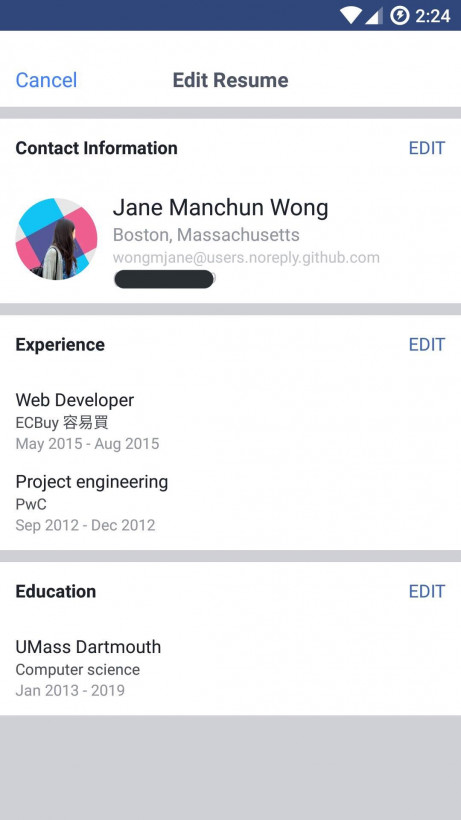 2:24
Cancel
Edit Resume
Contact Information
EDIT
Jane Manchun Wong
Boston, Massachusetts
wongmjane@users.noreply.github.com
Experience
EDIT
Web Developer
ECBuy 容易買
May 2015 - Aug 2015
Project engineering
PwC
Sep 2012 - Dec 2012
Education
EDIT
UMass Dartmouth
Computer science
Jan 2013 - 2019